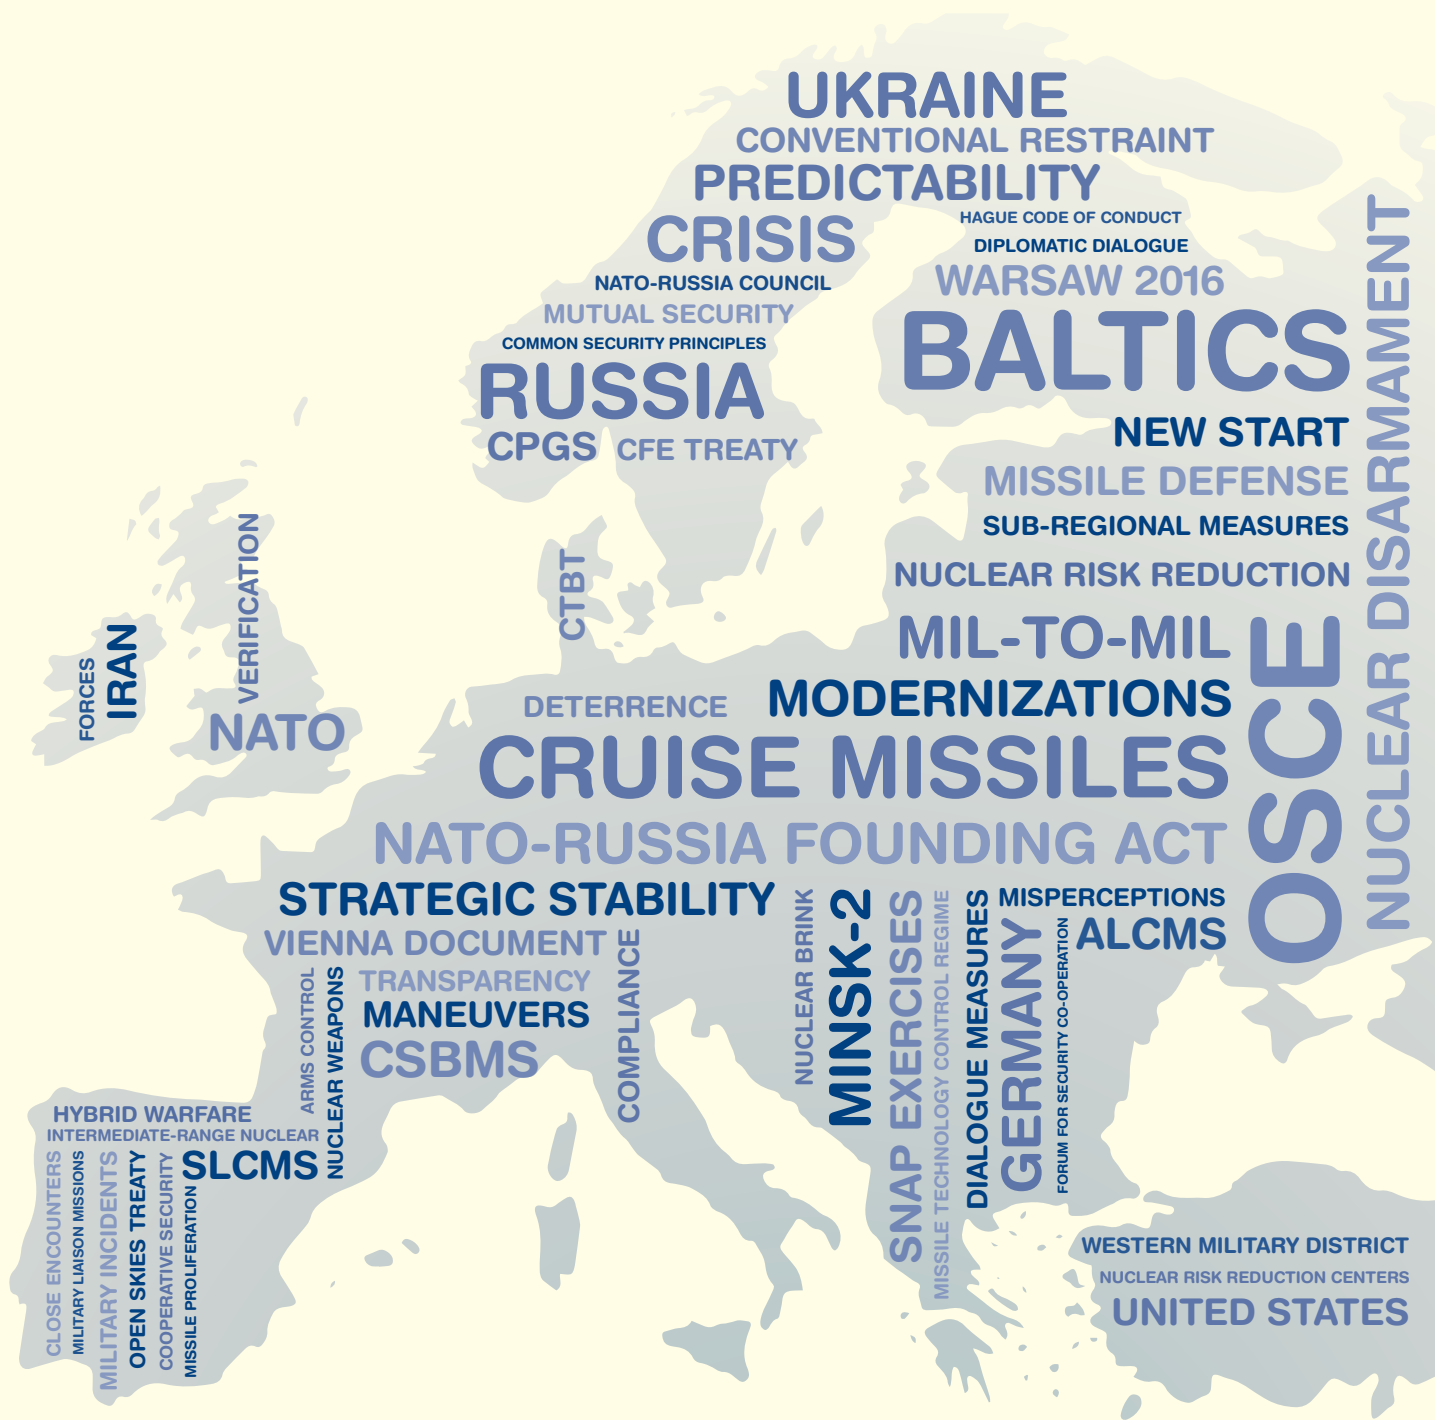 UKRAINE
CONVENTIONAL RESTRAINT
PREDICTABILITY
CRISIS
HAGUE CODE OF CONDUCT
DIPLOMATIC DIALOGUE
NATO-RUSSIA COUNCIL
WARSAW 2016
MUTUAL SECURITY
COMMON SECURITY PRINCIPLES
BALTICS
RUSSIA
CPGS
CFE TREATY
NEW START
MISSILE DEFENSE
SUB-REGIONAL MEASURES
NUCLEAR RISK REDUCTION
NUCLEAR DISARMAMENT
VERIFICATION
CTBT
FORCES
IRAN
NATO
MIL-TO-MIL
OSCE
DETERRENCE
MODERNIZATIONS
CRUISE MISSILES
NATO-RUSSIA FOUNDING ACT
STRATEGIC STABILITY
VIENNA DOCUMENT
TRANSPARENCY
MANEUVERS
CSBMS
ARMS CONTROL
NUCLEAR WEAPONS
COMPLIANCE
NUCLEAR BRINK
MINSK-2
SNAP EXERCISES
MISSILE TECHNOLOGY CONTROL REGIME
DIALOGUE MEASURES
MISPERCEPTIONS
GERMANY
FORUM FOR SECURITY CO-OPERATION
ALCMS
HYBRID WARFARE
INTERMEDIATE-RANGE NUCLEAR
SLCMS
CLOSE ENCOUNTERS
MILITARY LIAISON MISSIONS
MILITARY INCIDENTS
OPEN SKIES TREATY
COOPERATIVE SECURITY
MISSILE PROLIFERATION
WESTERN MILITARY DISTRICT
NUCLEAR RISK REDUCTION CENTERS
UNITED STATES